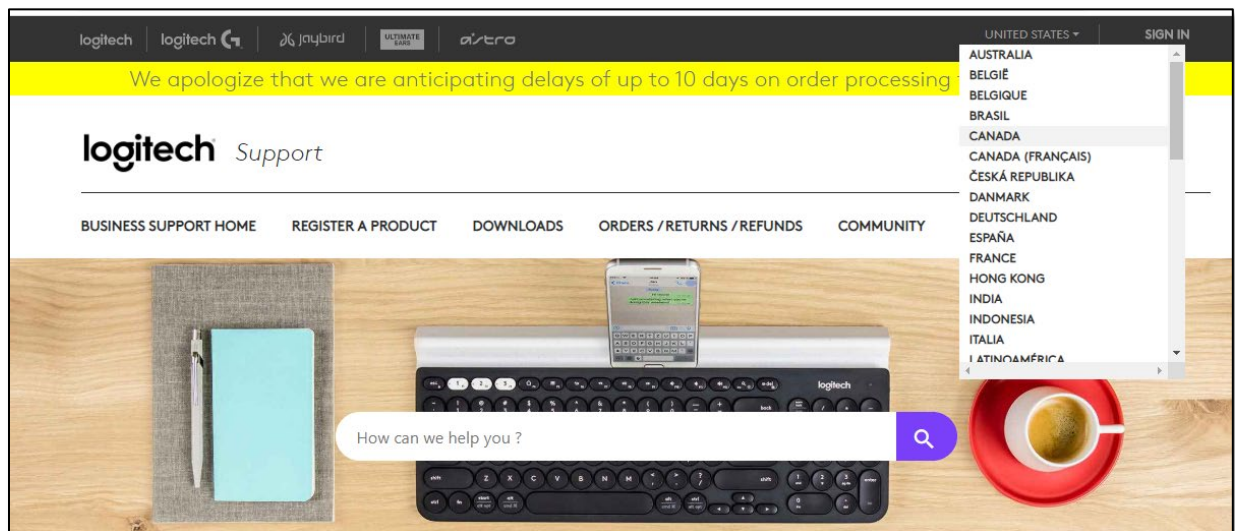 logitech logitech G Jaybird ULTIMATE EARS ASTRO UNITED STATES SIGN IN
We apologize that we are anticipating delays of up to 10 days on order processing
AUSTRALIA
BELGIË
BELGIQUE
BRASIL
CANADA
CANADA (FRANÇAIS)
ČESKÁ REPUBLIKA
DANMARK
DEUTSCHLAND
ESPAÑA
FRANCE
HONG KONG
INDIA
INDONESIA
ITALIA
LATINOAMÉRICA
logitech Support
BUSINESS SUPPORT HOME REGISTER A PRODUCT DOWNLOADS ORDERS / RETURNS / REFUNDS COMMUNITY
logitech
How can we help you ?
shift Z X C V B N M ? / shift